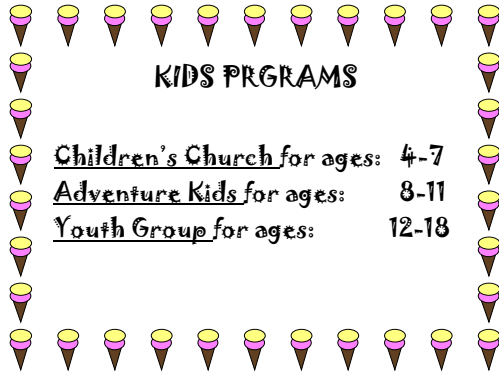 KIDS PRGRAMS
Children's Church for ages: 4-7
Adventure Kids for ages: 8-11
Youth Group for ages: 12-18